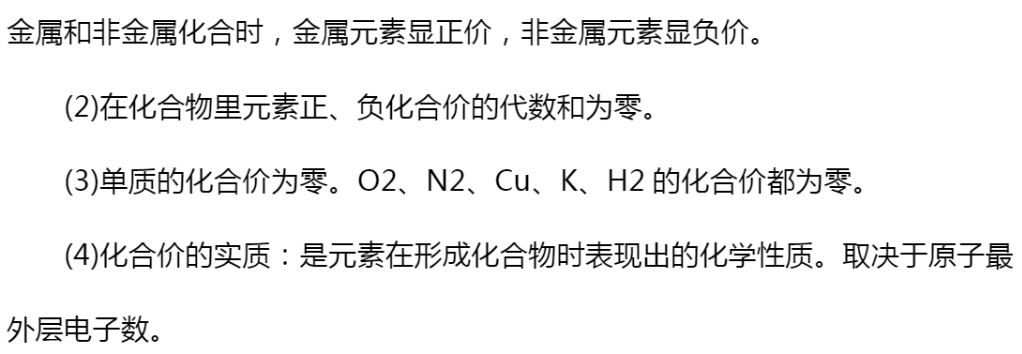 金属和非金属化合时，金属元素显正价，非金属元素显负价。
(2)在化合物里元素正、负化合价的代数和为零。
(3)单质的化合价为零。O2、N2、Cu、K、H2 的化合价都为零。
(4)化合价的实质：是元素在形成化合物时表现出的化学性质。取决于原子最
外层电子数。